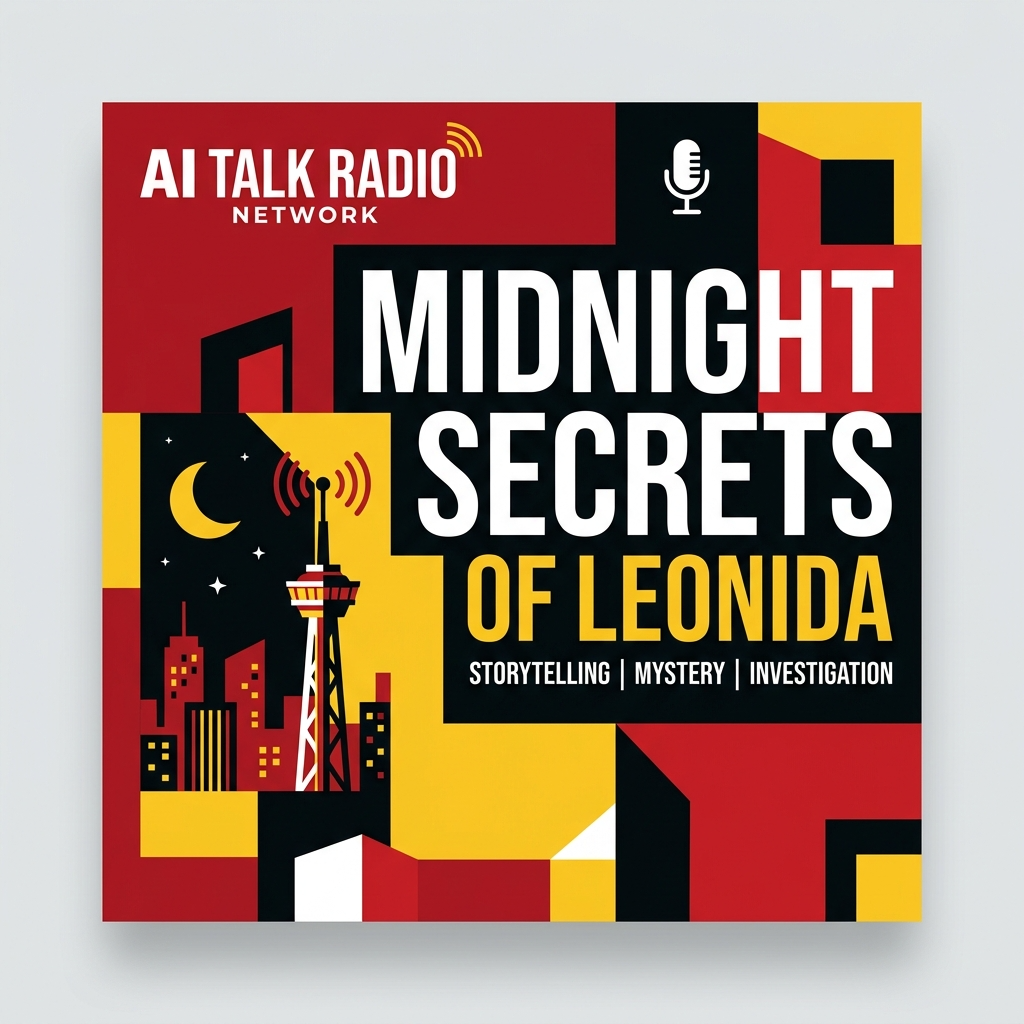 AI TALK RADIO
NETWORK
MIDNIGHT
SECRETS
OF LEONIDA
STORYTELLING | MYSTERY | INVESTIGATION